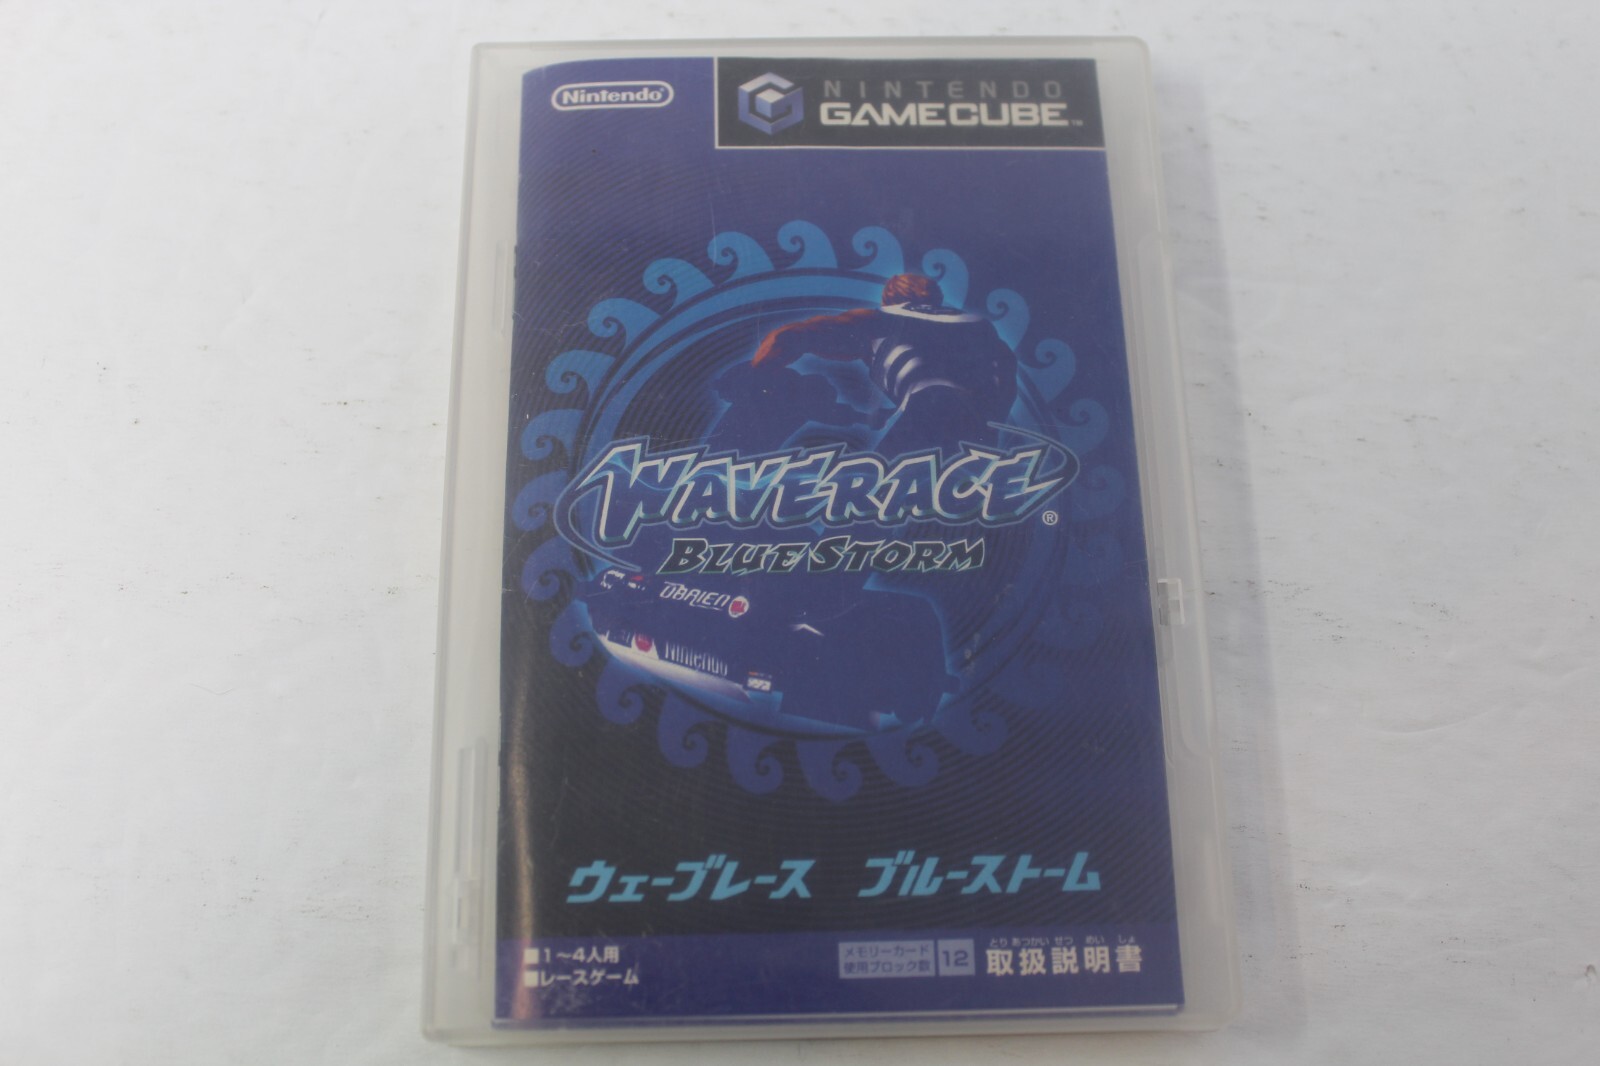 Nintendo
NINTENDO
GAMECUBE™
WAVERACE®
BLUE STORM
O'BRIEN
Nintendo
ウェーブレース ブルーストーム
■1～4人用
■レースゲーム
メモリーカード
使用ブロック数
12
とりあつかいせつめいしょ
取扱説明書